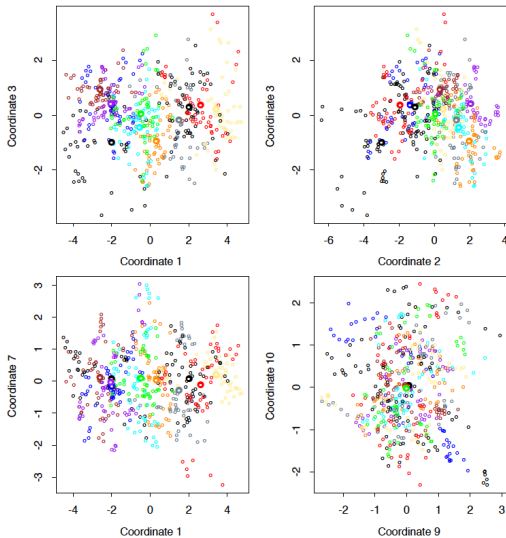 2
0
-2
Coordinate 3
-4 -2 0 2 4
Coordinate 1
2
0
-2
Coordinate 3
-6 -4 -2 0 2 4
Coordinate 2
3
2
1
0
-1
-2
-3
Coordinate 7
-4 -2 0 2 4
Coordinate 1
2
1
0
-1
-2
Coordinate 10
-2 -1 0 1 2 3
Coordinate 9